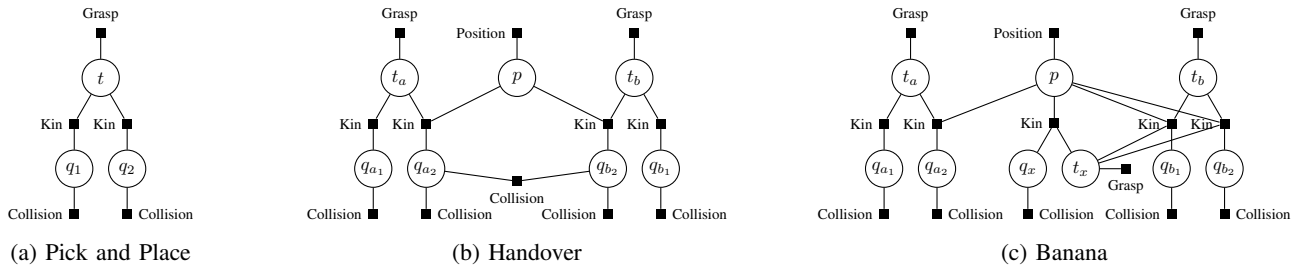 Grasp
t
Kin Kin
q1 q2
Collision Collision
(a) Pick and Place
Grasp Grasp
Position
ta p tb
Kin Kin Kin Kin
qa1 qa2 qb2 qb1
Collision
Collision Collision Collision Collision
(b) Handover
Grasp Grasp
Position
ta p tb
Kin Kin Kin Kin Kin
qa1 qa2 qx tx qb1 qb2
Grasp
Collision Collision Collision Collision Collision
(c) Banana